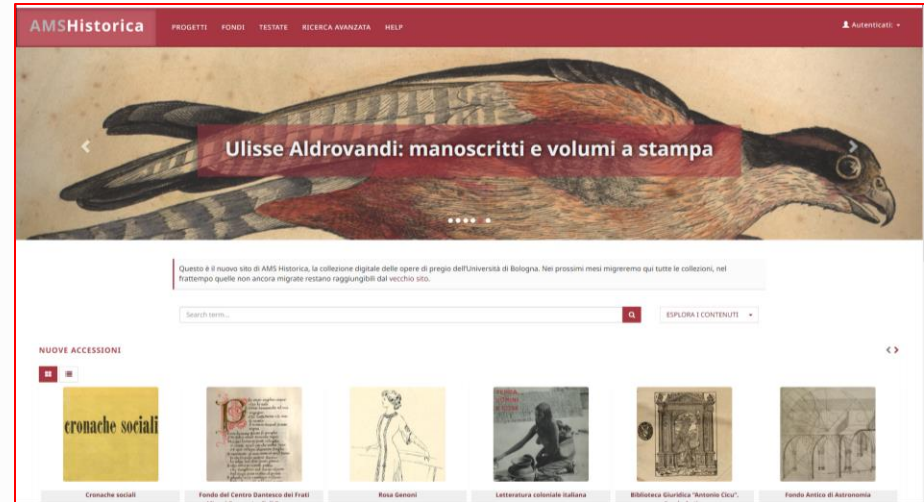 AMSHistorica
PROGETTI FONDI TESTATE RICERCA AVANZATA HELP
Autenticati:
Ulisse Aldrovandi: manoscritti e volumi a stampa
Questo è il nuovo sito di AMS Historica, la collezione digitale delle opere di pregio dell'Università di Bologna. Nei prossimi mesi migreremo qui tutte le collezioni, nel
frattempo quelle non ancora migrate restano raggiungibili dal vecchio sito.
Search term...
ESPLORA I CONTENUTI
NUOVE ACCESSIONI
cronache sociali
Cronache sociali
Fondo del Centro Dantesco dei Frati
Rosa Genoni
Letteratura coloniale italiana
Biblioteca Giuridica "Antonio Cicu".
Fondo Antico di Astronomia